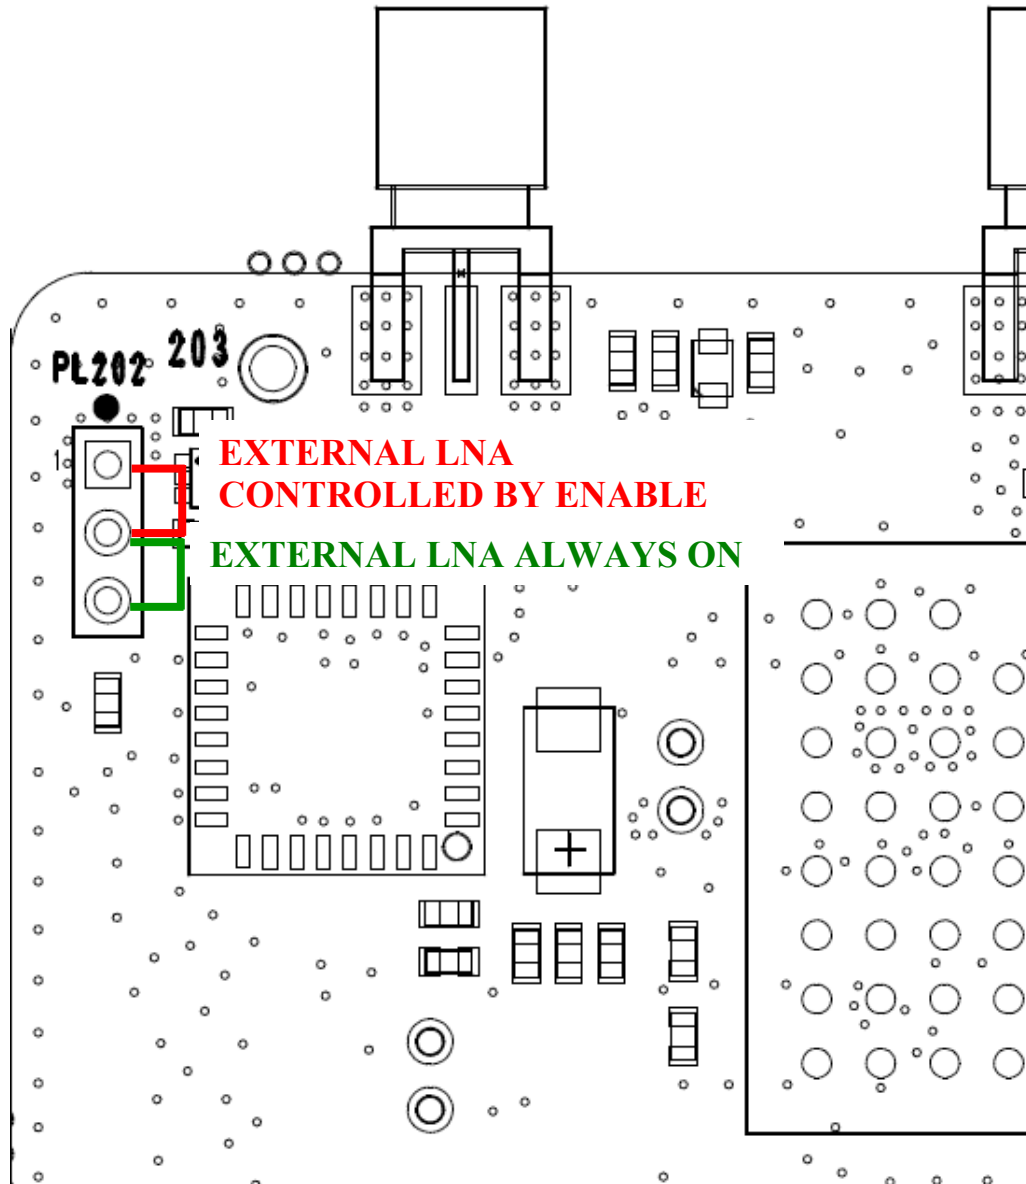 203
PL202
1
EXTERNAL LNA
CONTROLLED BY ENABLE
EXTERNAL LNA ALWAYS ON